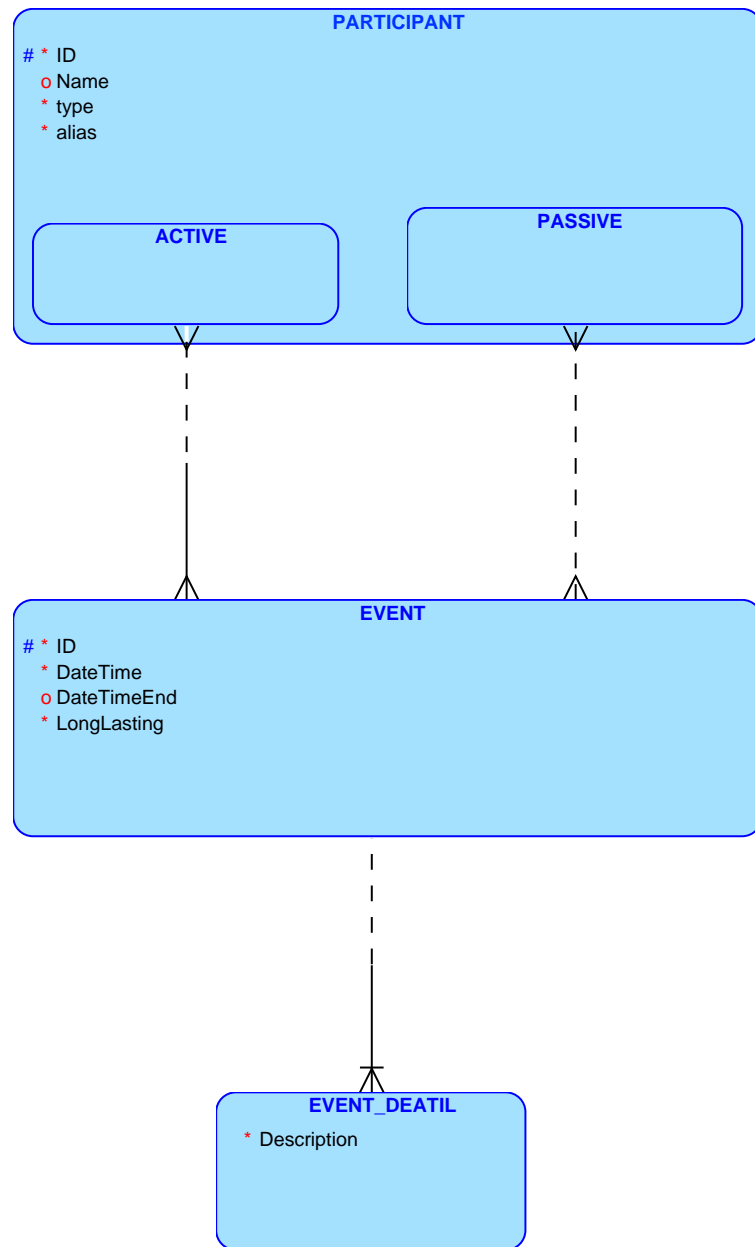 PARTICIPANT
# * ID
o Name
* type
* alias
ACTIVE
PASSIVE
EVENT
# * ID
* DateTime
o DateTimeEnd
* LongLasting
EVENT_DEATIL
* Description